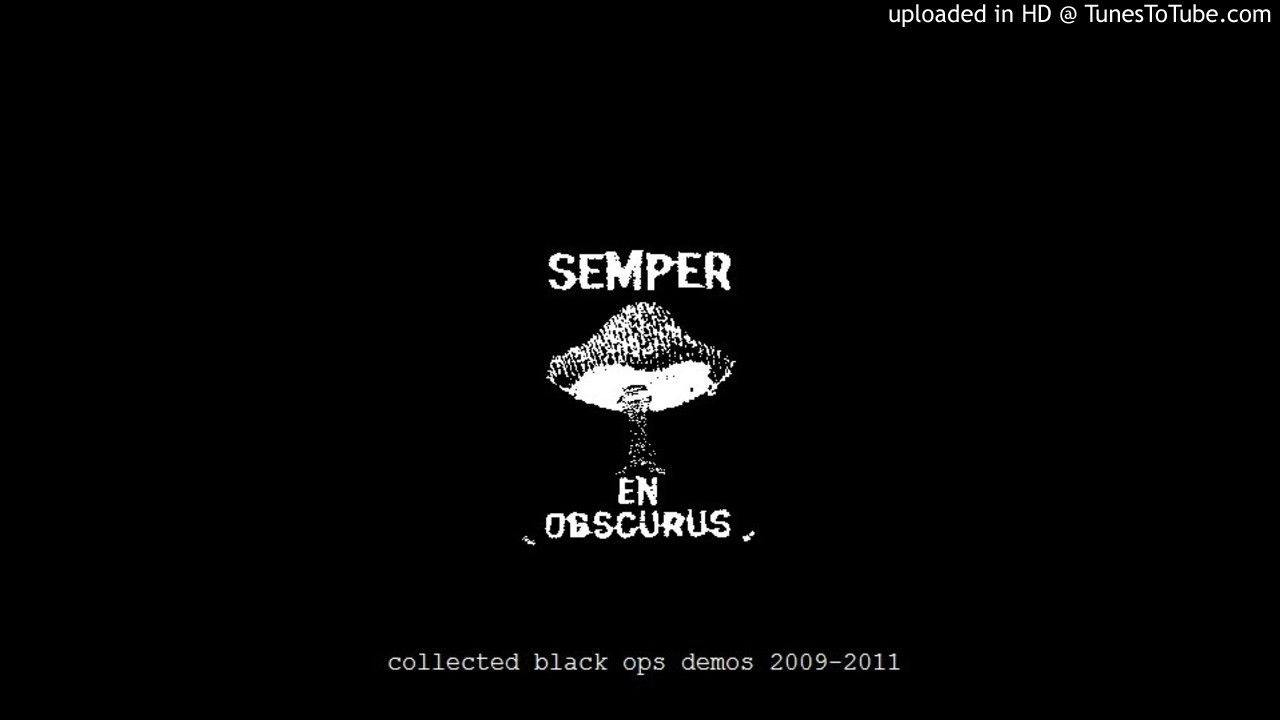 uploaded in HD @ TunesToTube.com
SEMPER
EN
OBSCURUS
collected black ops demos 2009-2011